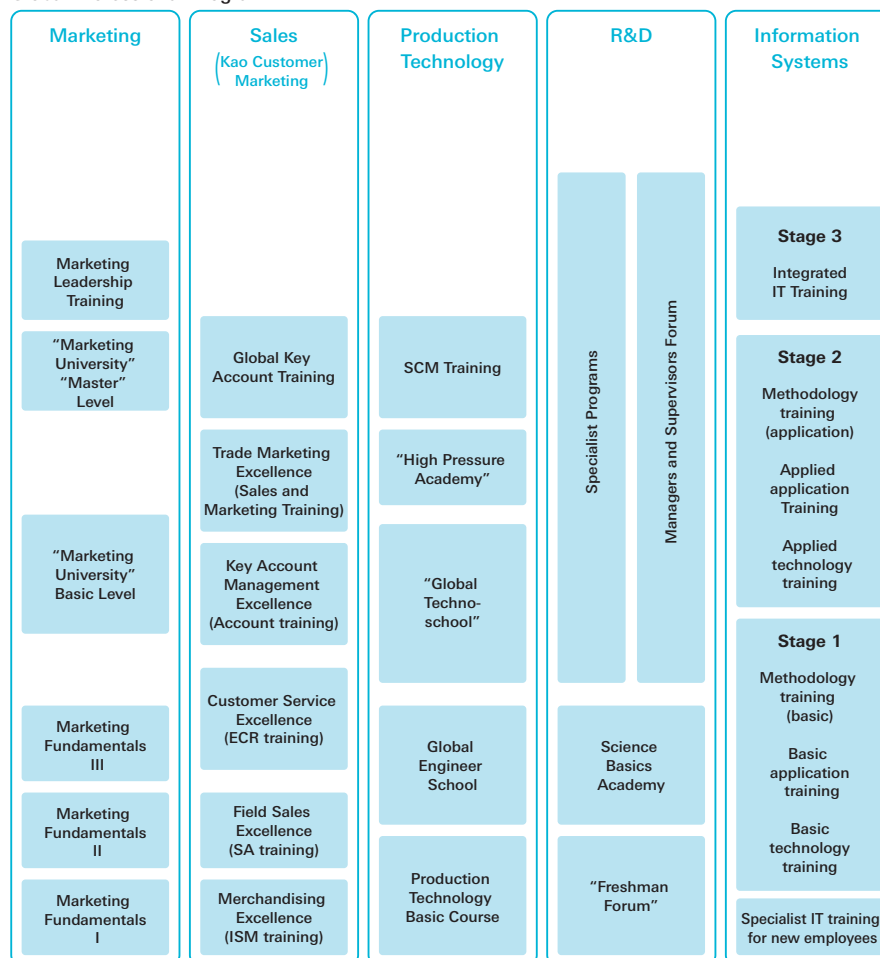 Marketing
Marketing
Leadership
Training
“Marketing
University”
“Master”
Level
“Marketing
University”
Basic Level
Marketing
Fundamentals
III
Marketing
Fundamentals
II
Marketing
Fundamentals
I
Sales
(Kao Customer
Marketing)
Global Key
Account Training
Trade Marketing
Excellence
(Sales and
Marketing Training)
Key Account
Management
Excellence
(Account training)
Customer Service
Excellence
(ECR training)
Field Sales
Excellence
(SA training)
Merchandising
Excellence
(ISM training)
Production
Technology
SCM Training
“High Pressure
Academy”
“Global
Techno-
school”
Global
Engineer
School
Production
Technology
Basic Course
R&D
Specialist Programs
Managers and Supervisors Forum
Science
Basics
Academy
“Freshman
Forum”
Information
Systems
Stage 3
Integrated
IT Training
Stage 2
Methodology
training
(application)
Applied
application
Training
Applied
technology
training
Stage 1
Methodology
training
(basic)
Basic
application
training
Basic
technology
training
Specialist IT training
for new employees